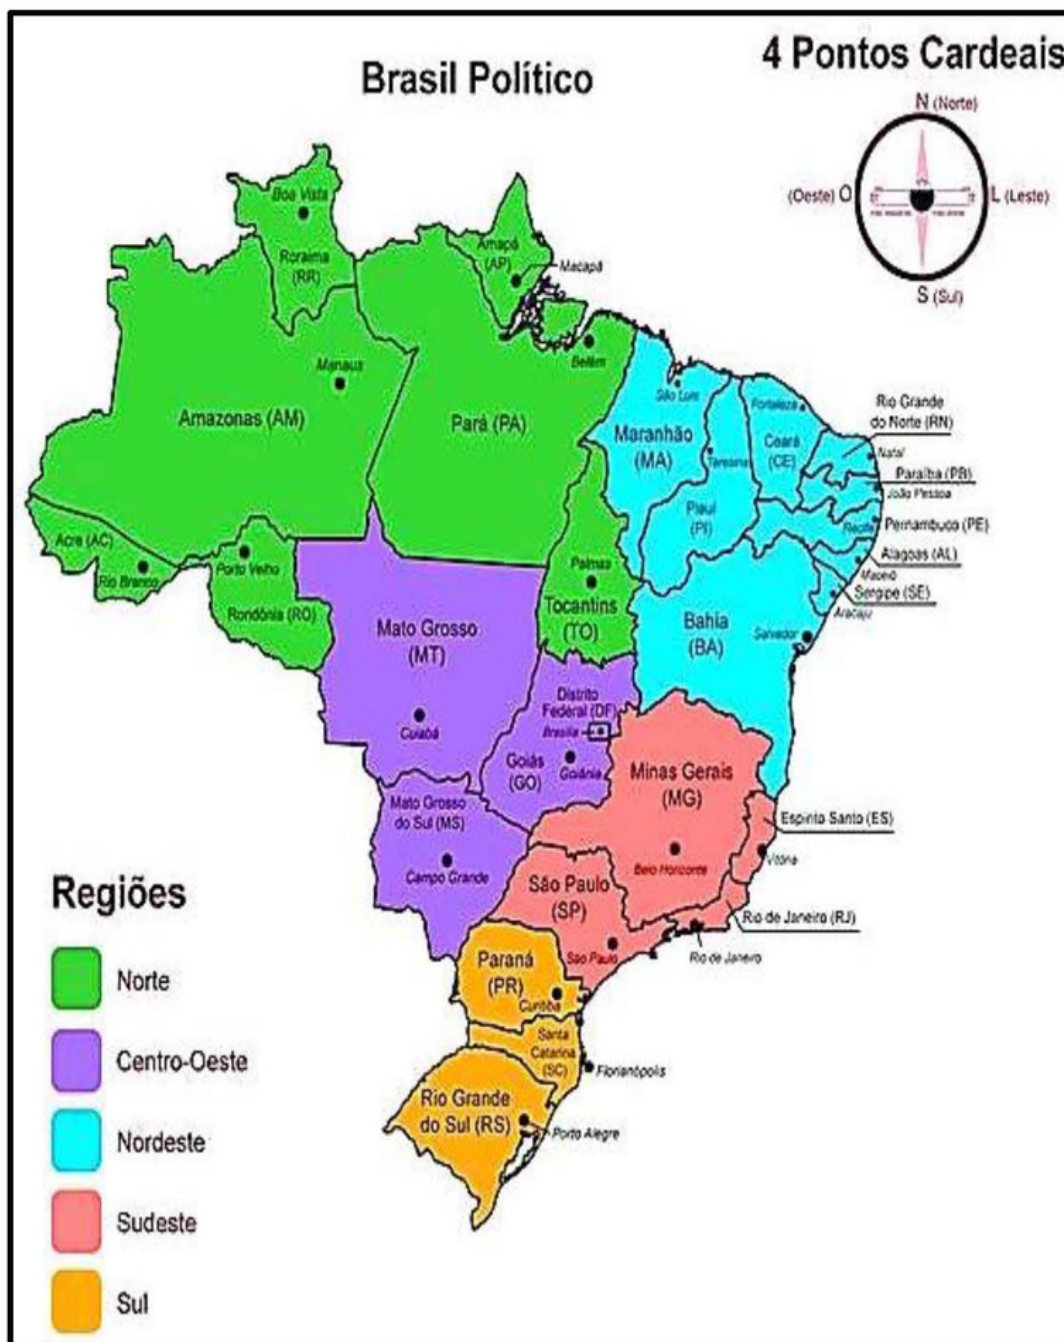 4 Pontos Cardeais
Brasil Político
N (Norte)
(Oeste) O
L (Leste)
S (Sul)
Boa Vista
Roraima
(RR)
Amapá
(AP)
Macapá
Belém
Manaus
Amazonas (AM)
Pará (PA)
São Luis
Maranhão
(MA)
Teresina
Fortaleza
Ceará
(CE)
Rio Grande
do Norte (RN)
Natal
Paraíba (PB)
João Pessoa
Piauí
(PI)
Recife
Pernambuco (PE)
Alagoas (AL)
Maceió
Sergipe (SE)
Aracaju
Acre (AC)
Rio Branco
Porto Velho
Rondônia (RO)
Palmas
Tocantins
(TO)
Mato Grosso
(MT)
Cuiabá
Bahia
(BA)
Salvador
Distrito
Federal (DF)
Brasília
Goiás
(GO)
Goiânia
Minas Gerais
(MG)
Belo Horizonte
Espirito Santo (ES)
Vitória
Mato Grosso
do Sul (MS)
Campo Grande
São Paulo
(SP)
São Paulo
Rio de Janeiro (RJ)
Rio de Janeiro
Paraná
(PR)
Curitiba
Santa
Catarina
(SC)
Florianópolis
Rio Grande
do Sul (RS)
Porto Alegre
Regiões
Norte
Centro-Oeste
Nordeste
Sudeste
Sul